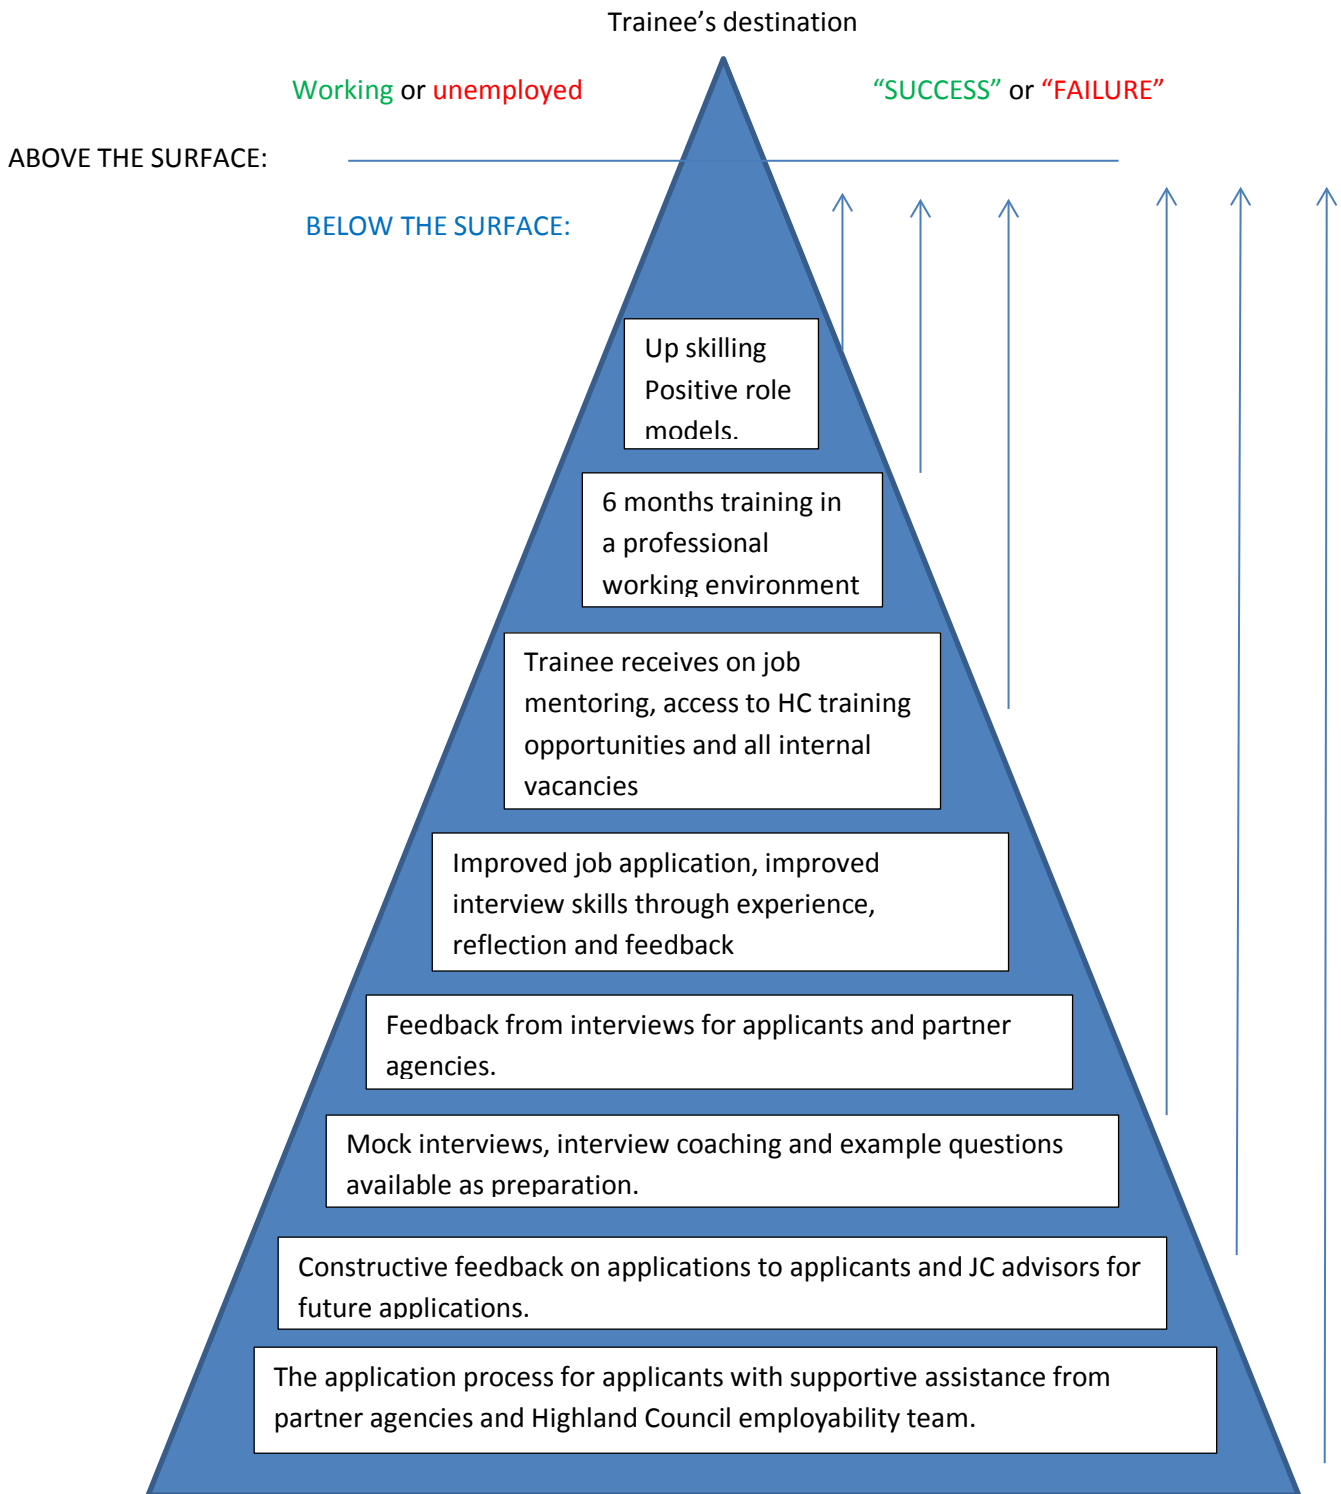 Trainee’s destination
Working or unemployed
“SUCCESS” or “FAILURE”
ABOVE THE SURFACE:
BELOW THE SURFACE:
Up skilling
Positive role
models.
6 months training in
a professional
working environment
Trainee receives on job
mentoring, access to HC training
opportunities and all internal
vacancies
Improved job application, improved
interview skills through experience,
reflection and feedback
Feedback from interviews for applicants and partner
agencies.
Mock interviews, interview coaching and example questions
available as preparation.
Constructive feedback on applications to applicants and JC advisors for
future applications.
The application process for applicants with supportive assistance from
partner agencies and Highland Council employability team.